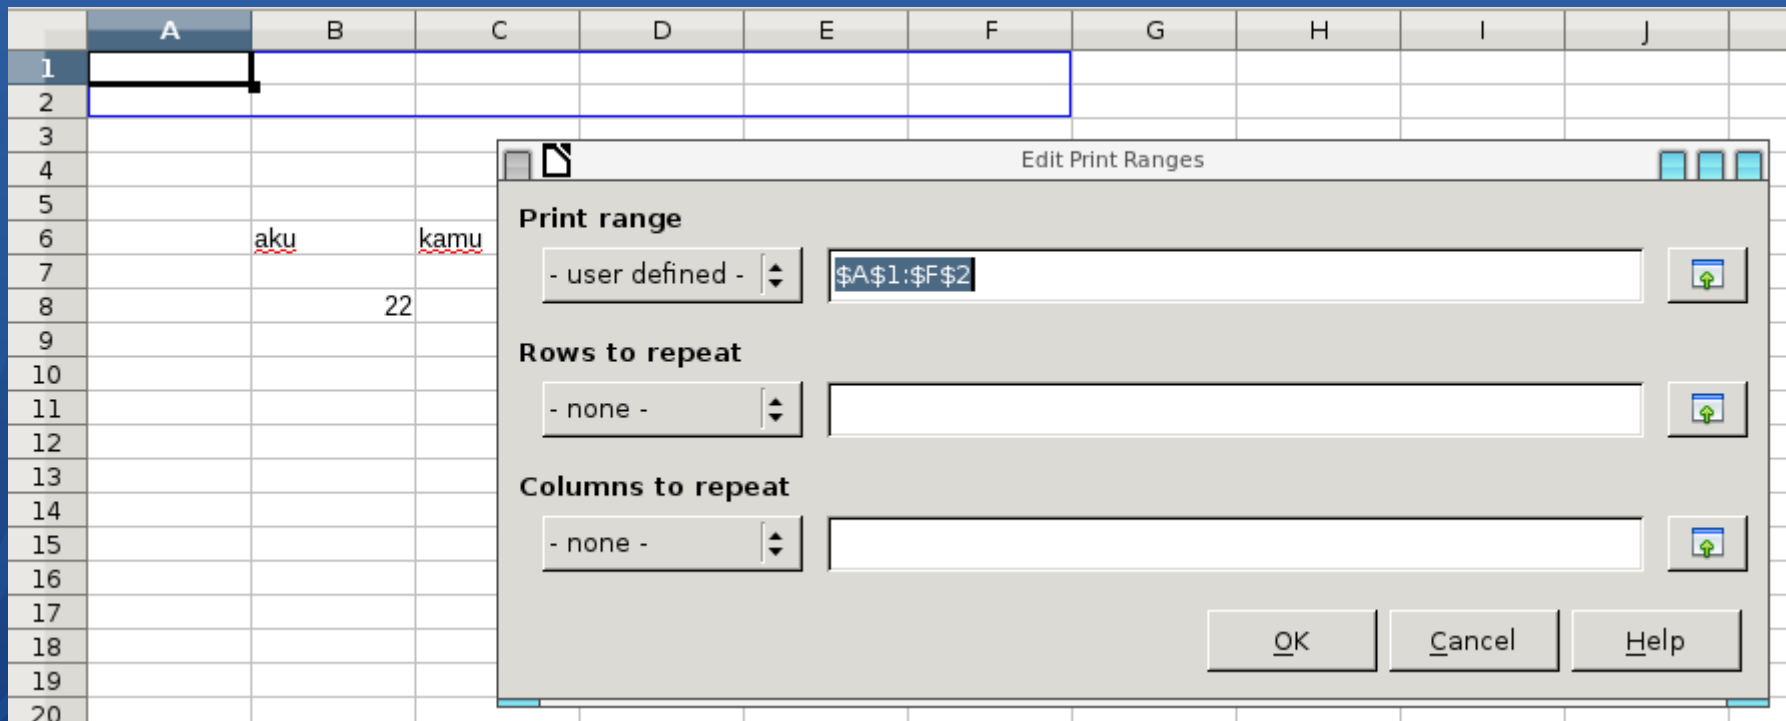 A B C D E F G H I J
1
2
3
4 Edit Print Ranges
5 Print range
6 aku kamu
7 - user defined - $A$1:$F$2
8 22
9 Rows to repeat
10
11 - none -
12
13 Columns to repeat
14
15 - none -
16
17
18 OK Cancel Help
19
20